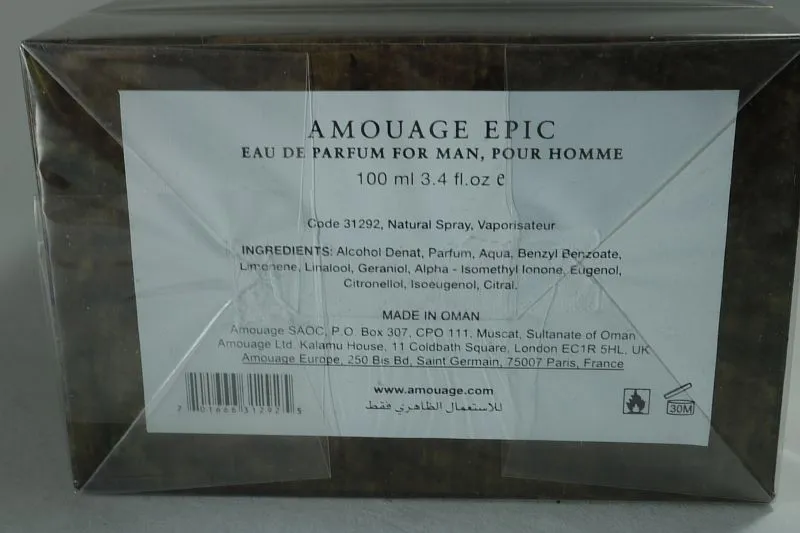 AMOUAGE EPIC
EAU DE PARFUM FOR MAN, POUR HOMME
100 ml 3.4 fl.oz ℮
Code 31292, Natural Spray, Vaporisateur
INGREDIENTS: Alcohol Denat, Parfum, Aqua, Benzyl Benzoate,
Limonene, Linalool, Geraniol, Alpha - Isomethyl Ionone, Eugenol,
Citronellol, Isoeugenol, Citral.
MADE IN OMAN
Amouage SAOC, P.O. Box 307, CPO 111, Muscat, Sultanate of Oman
Amouage Ltd. Kalamu House, 11 Coldbath Square, London EC1R 5HL, UK
Amouage Europe, 250 Bis Bd, Saint Germain, 75007 Paris, France
www.amouage.com
للاستعمال الظاهري فقط
7 01666 31292 5
30M